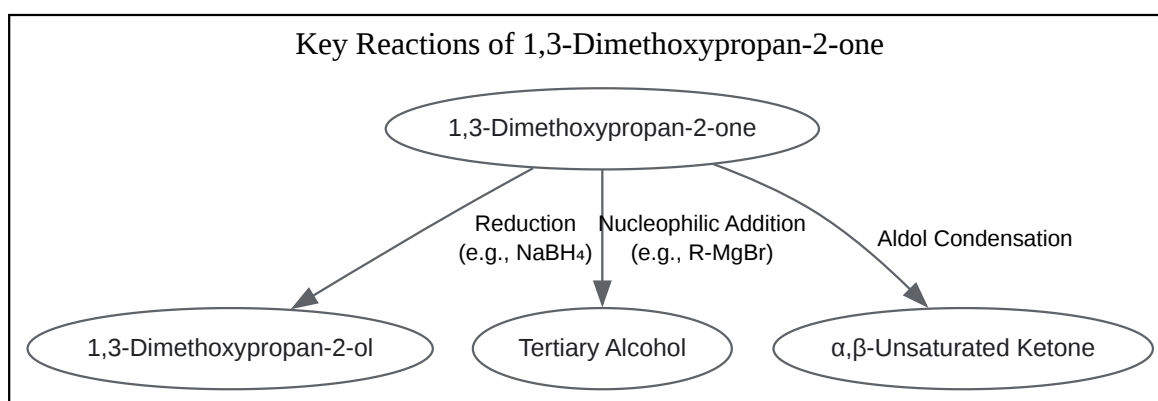 Key Reactions of 1,3-Dimethoxypropan-2-one
1,3-Dimethoxypropan-2-one
Reduction
(e.g., NaBH₄)
Nucleophilic Addition
(e.g., R-MgBr)
Aldol Condensation
1,3-Dimethoxypropan-2-ol
Tertiary Alcohol
α,β-Unsaturated Ketone